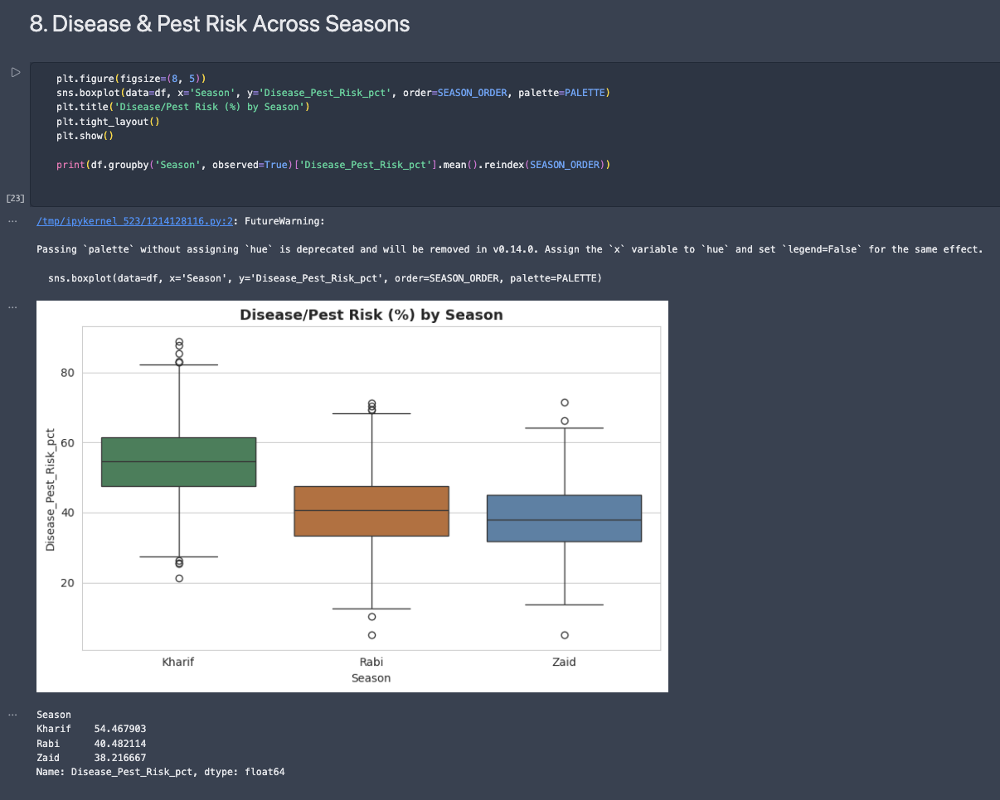 8. Disease & Pest Risk Across Seasons
plt.figure(figsize=(8, 5))
sns.boxplot(data=df, x='Season', y='Disease_Pest_Risk_pct', order=SEASON_ORDER, palette=PALETTE)
plt.title('Disease/Pest Risk (%) by Season')
plt.tight_layout()
plt.show()
print(df.groupby('Season', observed=True)['Disease_Pest_Risk_pct'].mean().reindex(SEASON_ORDER))
[23]
... /tmp/ipykernel_523/1214128116.py:2: FutureWarning:
Passing `palette` without assigning `hue` is deprecated and will be removed in v0.14.0. Assign the `x` variable to `hue` and set `legend=False` for the same effect.
sns.boxplot(data=df, x='Season', y='Disease_Pest_Risk_pct', order=SEASON_ORDER, palette=PALETTE)
...
Disease/Pest Risk (%) by Season
80
60
40
20
Disease_Pest_Risk_pct
Kharif Rabi Zaid
Season
... Season
Kharif 54.467903
Rabi 40.482114
Zaid 38.216667
Name: Disease_Pest_Risk_pct, dtype: float64